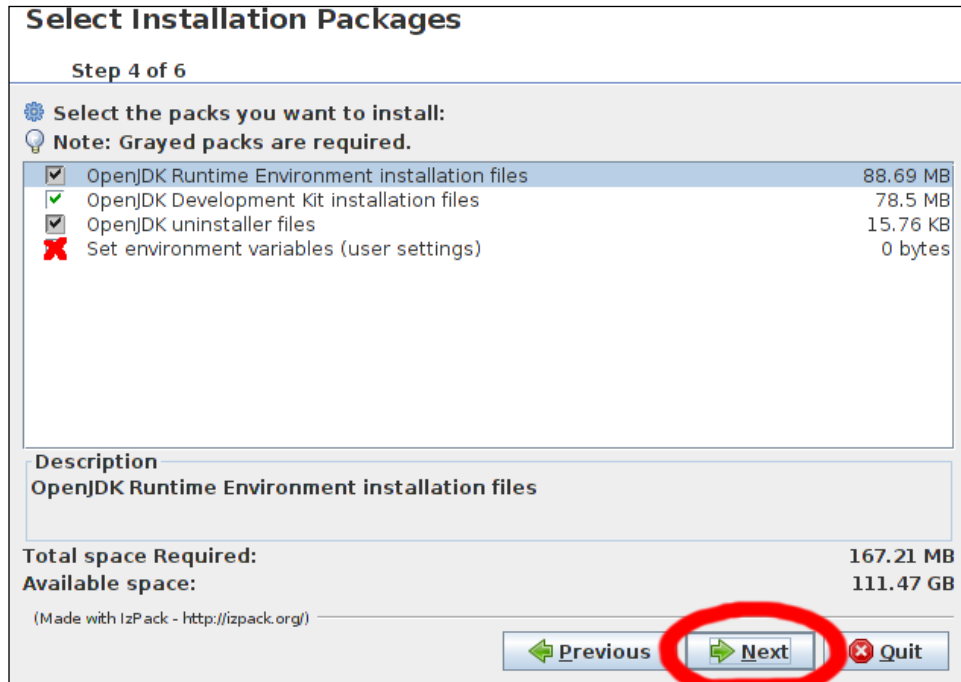 Select Installation Packages
Step 4 of 6
Select the packs you want to install:
Note: Grayed packs are required.
OpenJDK Runtime Environment installation files 88.69 MB
OpenJDK Development Kit installation files 78.5 MB
OpenJDK uninstaller files 15.76 KB
Set environment variables (user settings) 0 bytes
Description
OpenJDK Runtime Environment installation files
Total space Required: 167.21 MB
Available space: 111.47 GB
(Made with IzPack - http://izpack.org/)
Previous Next Quit